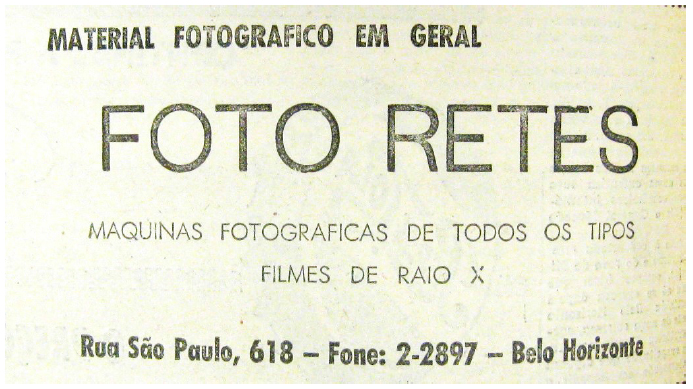 MATERIAL FOTOGRAFICO EM GERAL
FOTO RETES
MAQUINAS FOTOGRAFICAS DE TODOS OS TIPOS
FILMES DE RAIO X
Rua São Paulo, 618 – Fone: 2-2897 – Belo Horizonte